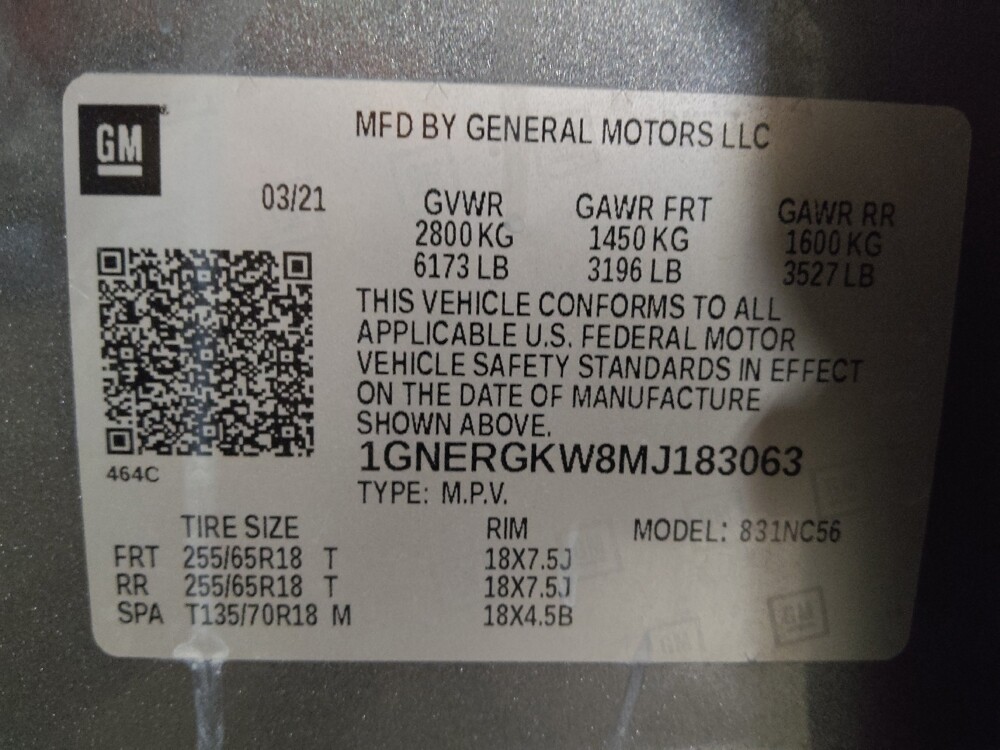 GM
MFD BY GENERAL MOTORS LLC
03/21
GVWR GAWR FRT GAWR RR
2800 KG 1450 KG 1600 KG
6173 LB 3196 LB 3527 LB
THIS VEHICLE CONFORMS TO ALL
APPLICABLE U.S. FEDERAL MOTOR
VEHICLE SAFETY STANDARDS IN EFFECT
ON THE DATE OF MANUFACTURE
SHOWN ABOVE.
464C
1GNERGKW8MJ183063
TYPE: M.P.V.
TIRE SIZE RIM MODEL: 831NC56
FRT 255/65R18 T 18X7.5J
RR 255/65R18 T 18X7.5J
SPA T135/70R18 M 18X4.5B
GM
GM